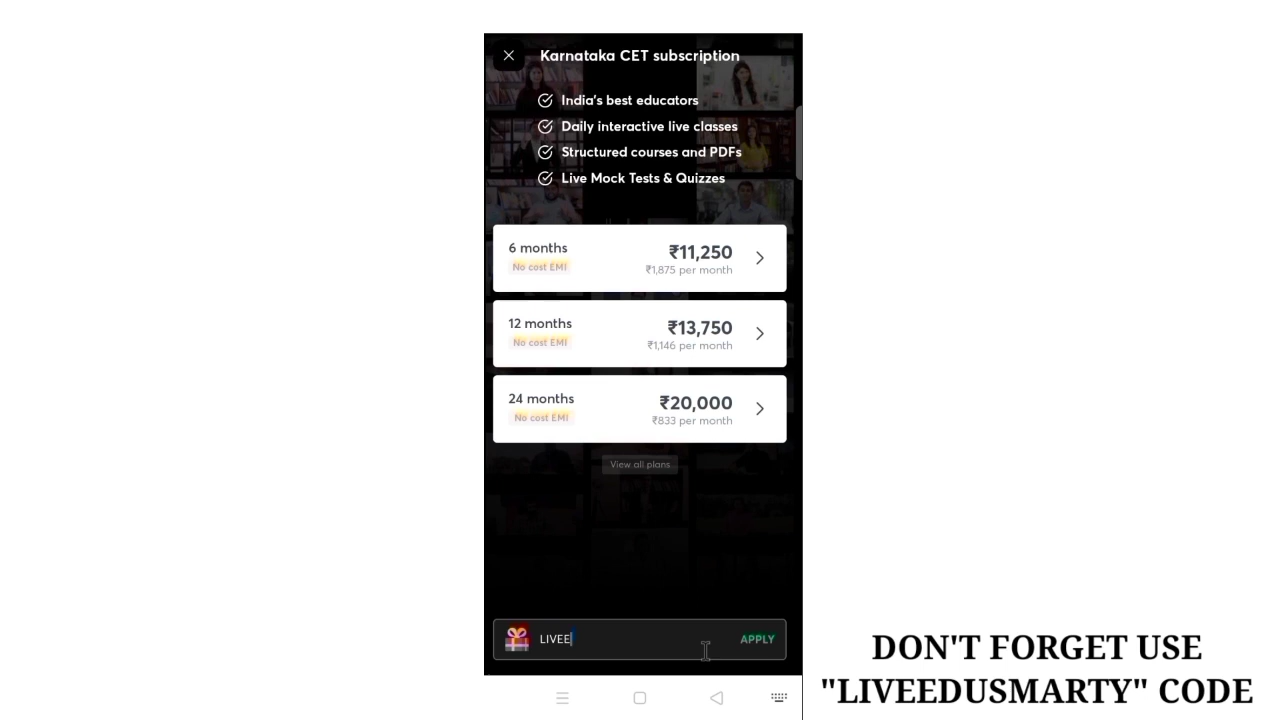 Karnataka CET subscription
India's best educators
Daily interactive live classes
Structured courses and PDFs
Live Mock Tests & Quizzes
6 months
₹11,250
No cost EMI
₹1,875 per month
12 months
₹13,750
No cost EMI
₹1,146 per month
24 months
₹20,000
No cost EMI
₹833 per month
View all plans
LIVEE
APPLY
DON'T FORGET USE
"LIVEEDUSMARTY" CODE